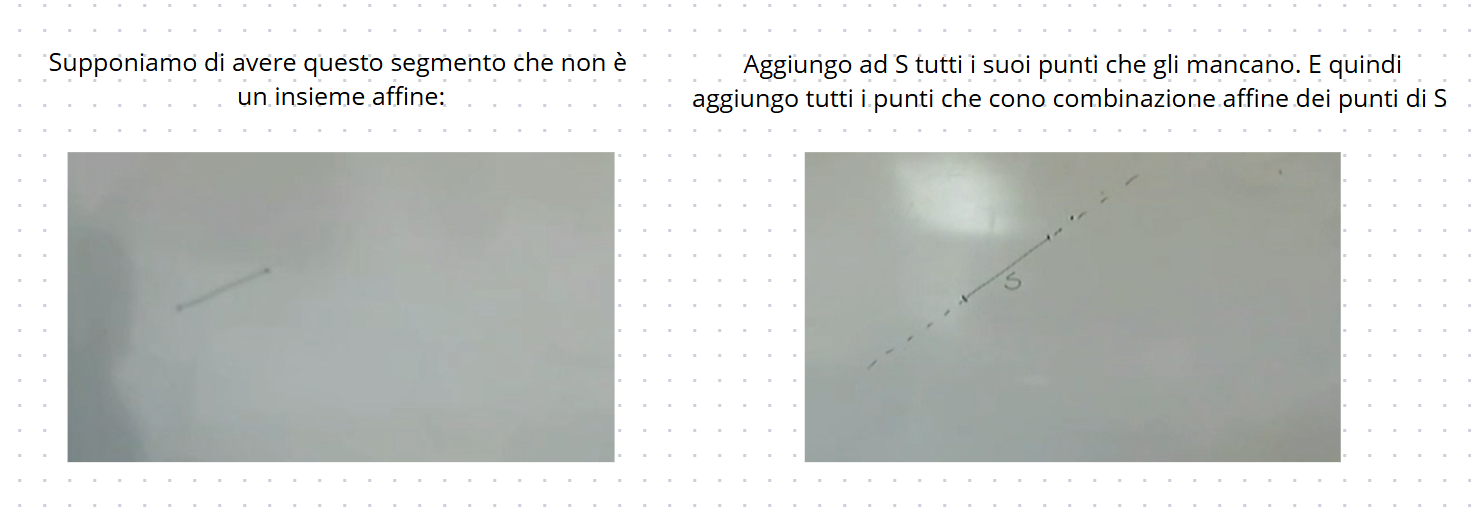 Supponiamo di avere questo segmento che non è
un insieme affine:
Aggiungo ad S tutti i suoi punti che gli mancano. E quindi
aggiungo tutti i punti che cono combinazione affine dei punti di S
S